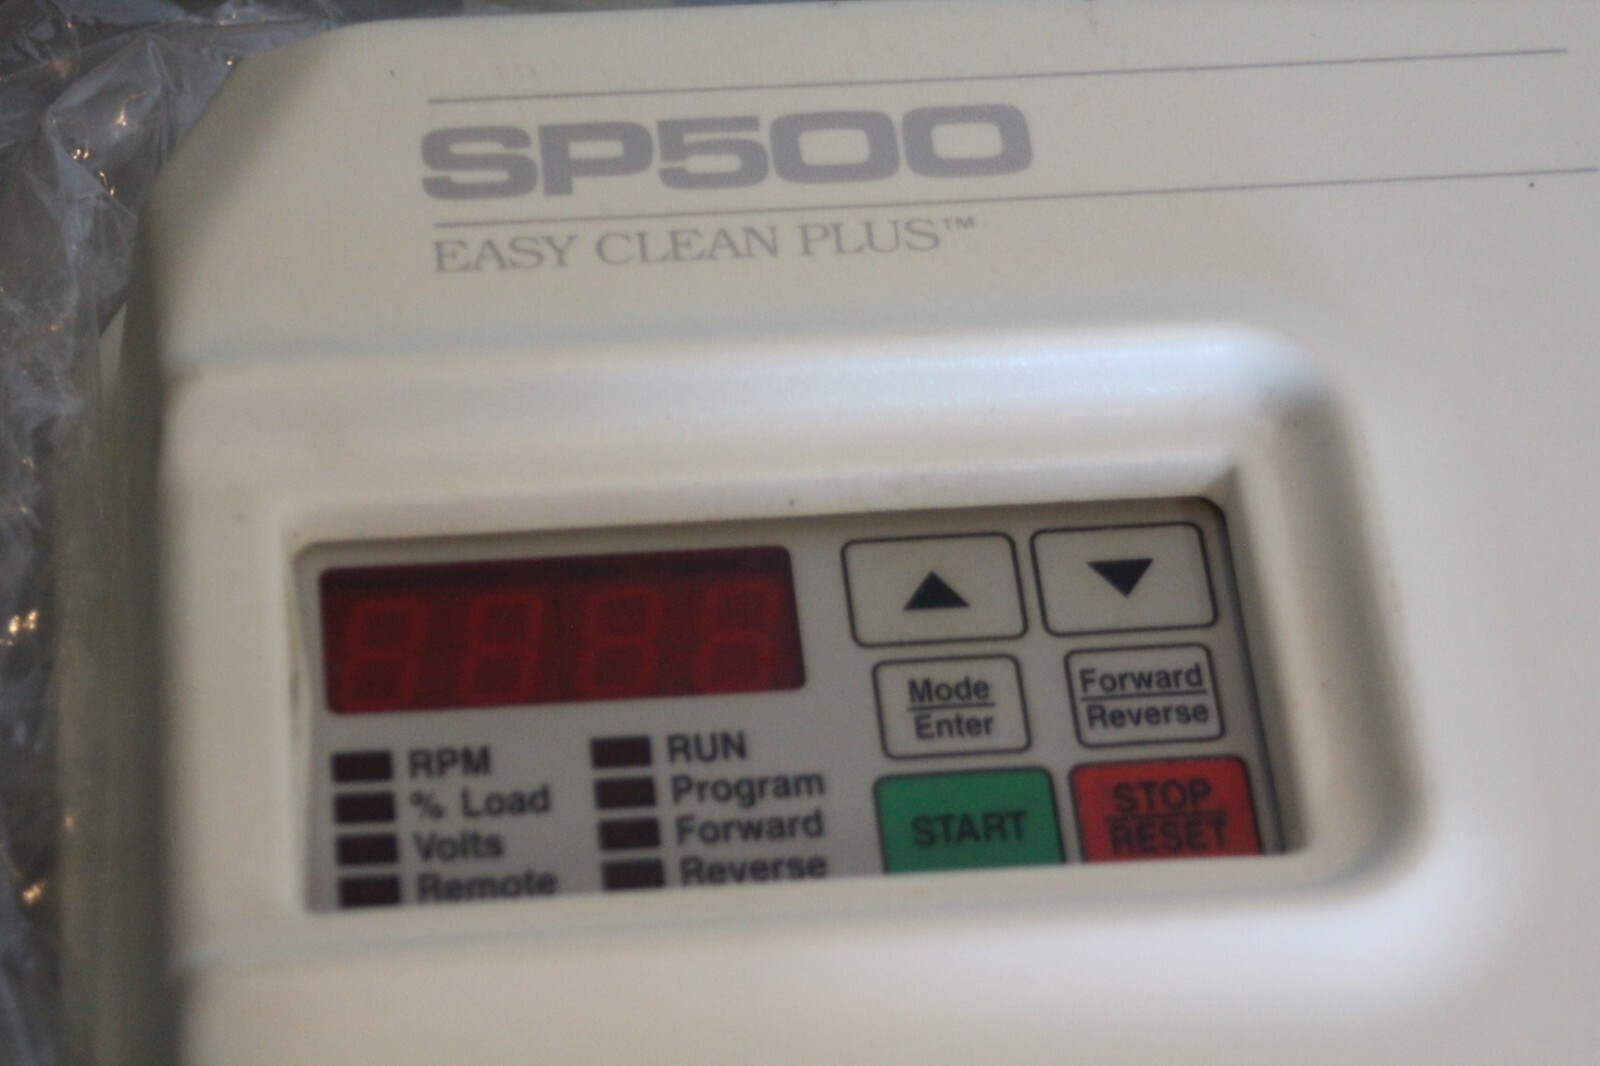 SP500
EASY CLEAN PLUS™
RPM
% Load
Volts
Remote
RUN
Program
Forward
Reverse
Mode
Enter
Forward
Reverse
START
STOP
RESET